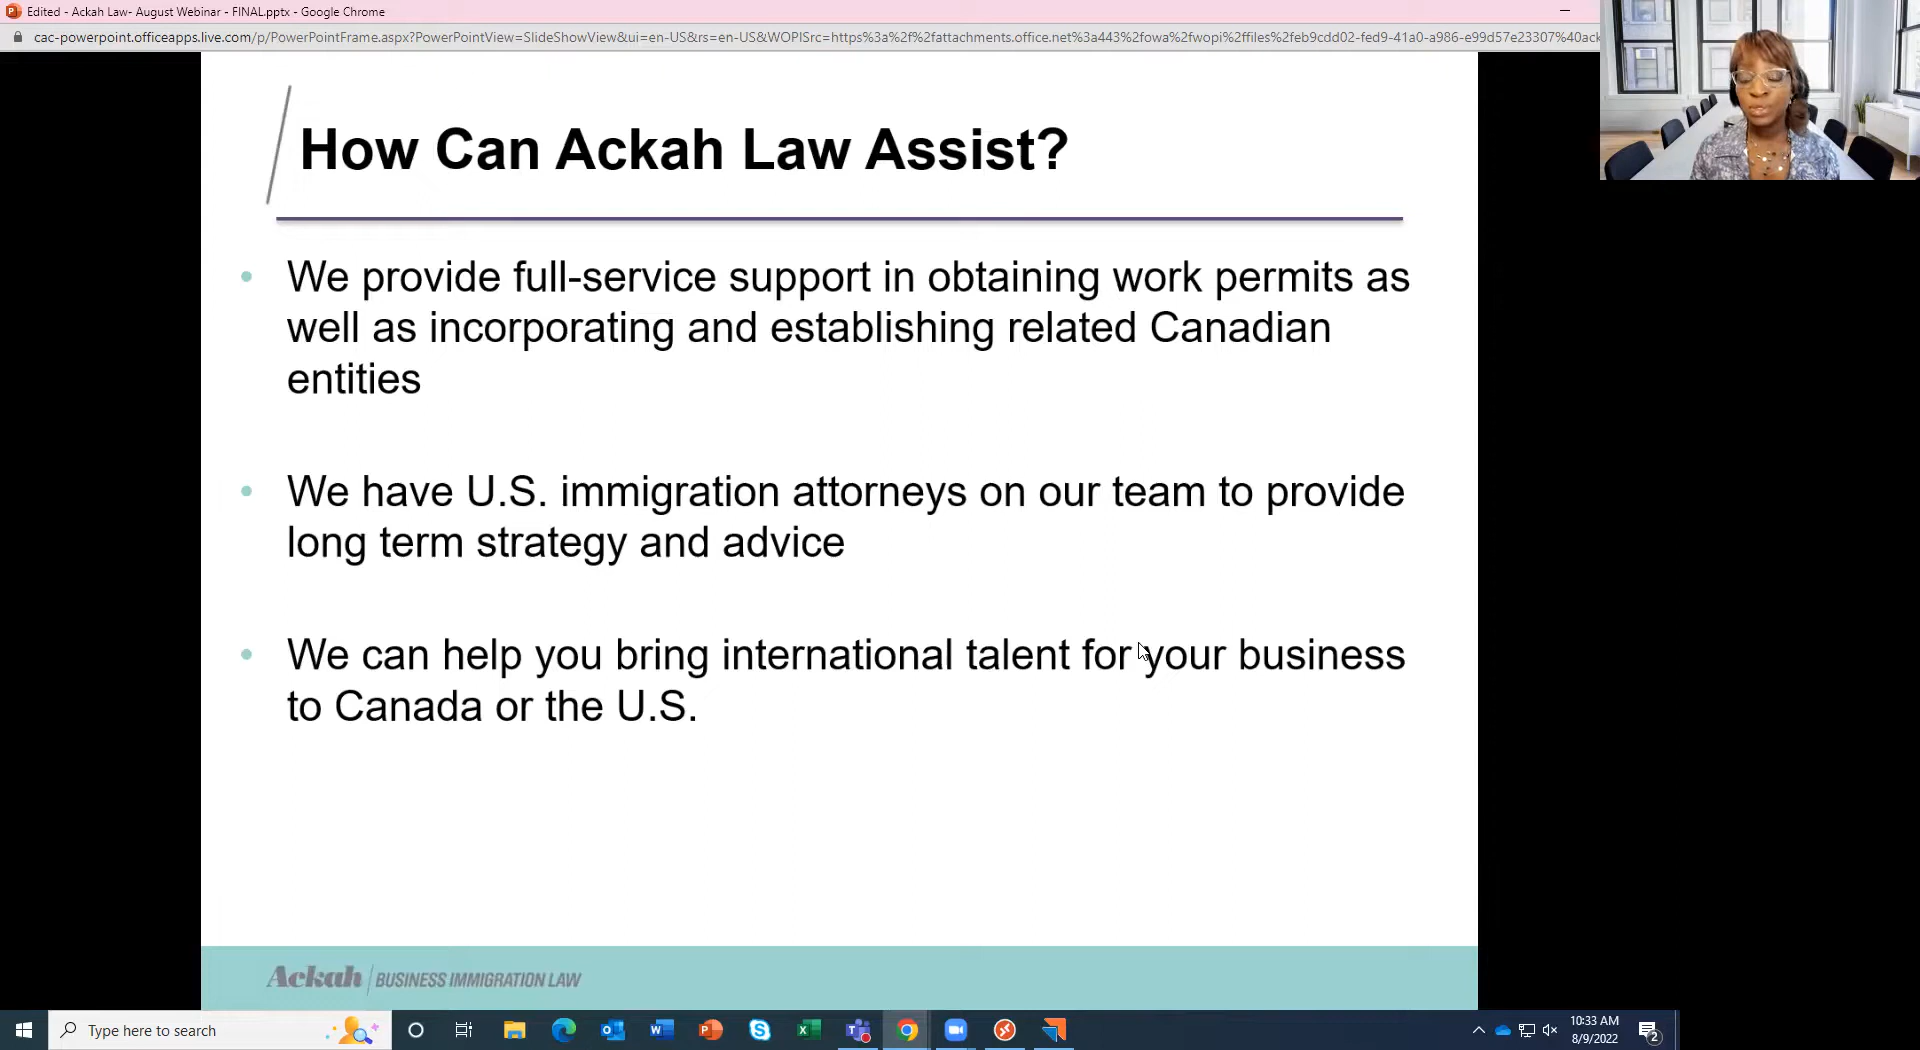 Edited - Ackah Law- August Webinar - FINAL.pptx - Google Chrome
cac-powerpoint.officeapps.live.com/p/PowerPointFrame.aspx?PowerPointView=SlideShowView&ui=en-US&rs=en-US&WOPISrc=https%3a%2f%2fattachments.office.net%3a443%2fowa%2fwopi%2ffiles%2feb9cdd02-fed9-41a0-a986-e99d57e23307%40ack
How Can Ackah Law Assist?
• We provide full-service support in obtaining work permits as
well as incorporating and establishing related Canadian
entities
• We have U.S. immigration attorneys on our team to provide
long term strategy and advice
• We can help you bring international talent for your business
to Canada or the U.S.
Ackah | BUSINESS IMMIGRATION LAW
Type here to search
10:33 AM
8/9/2022
2